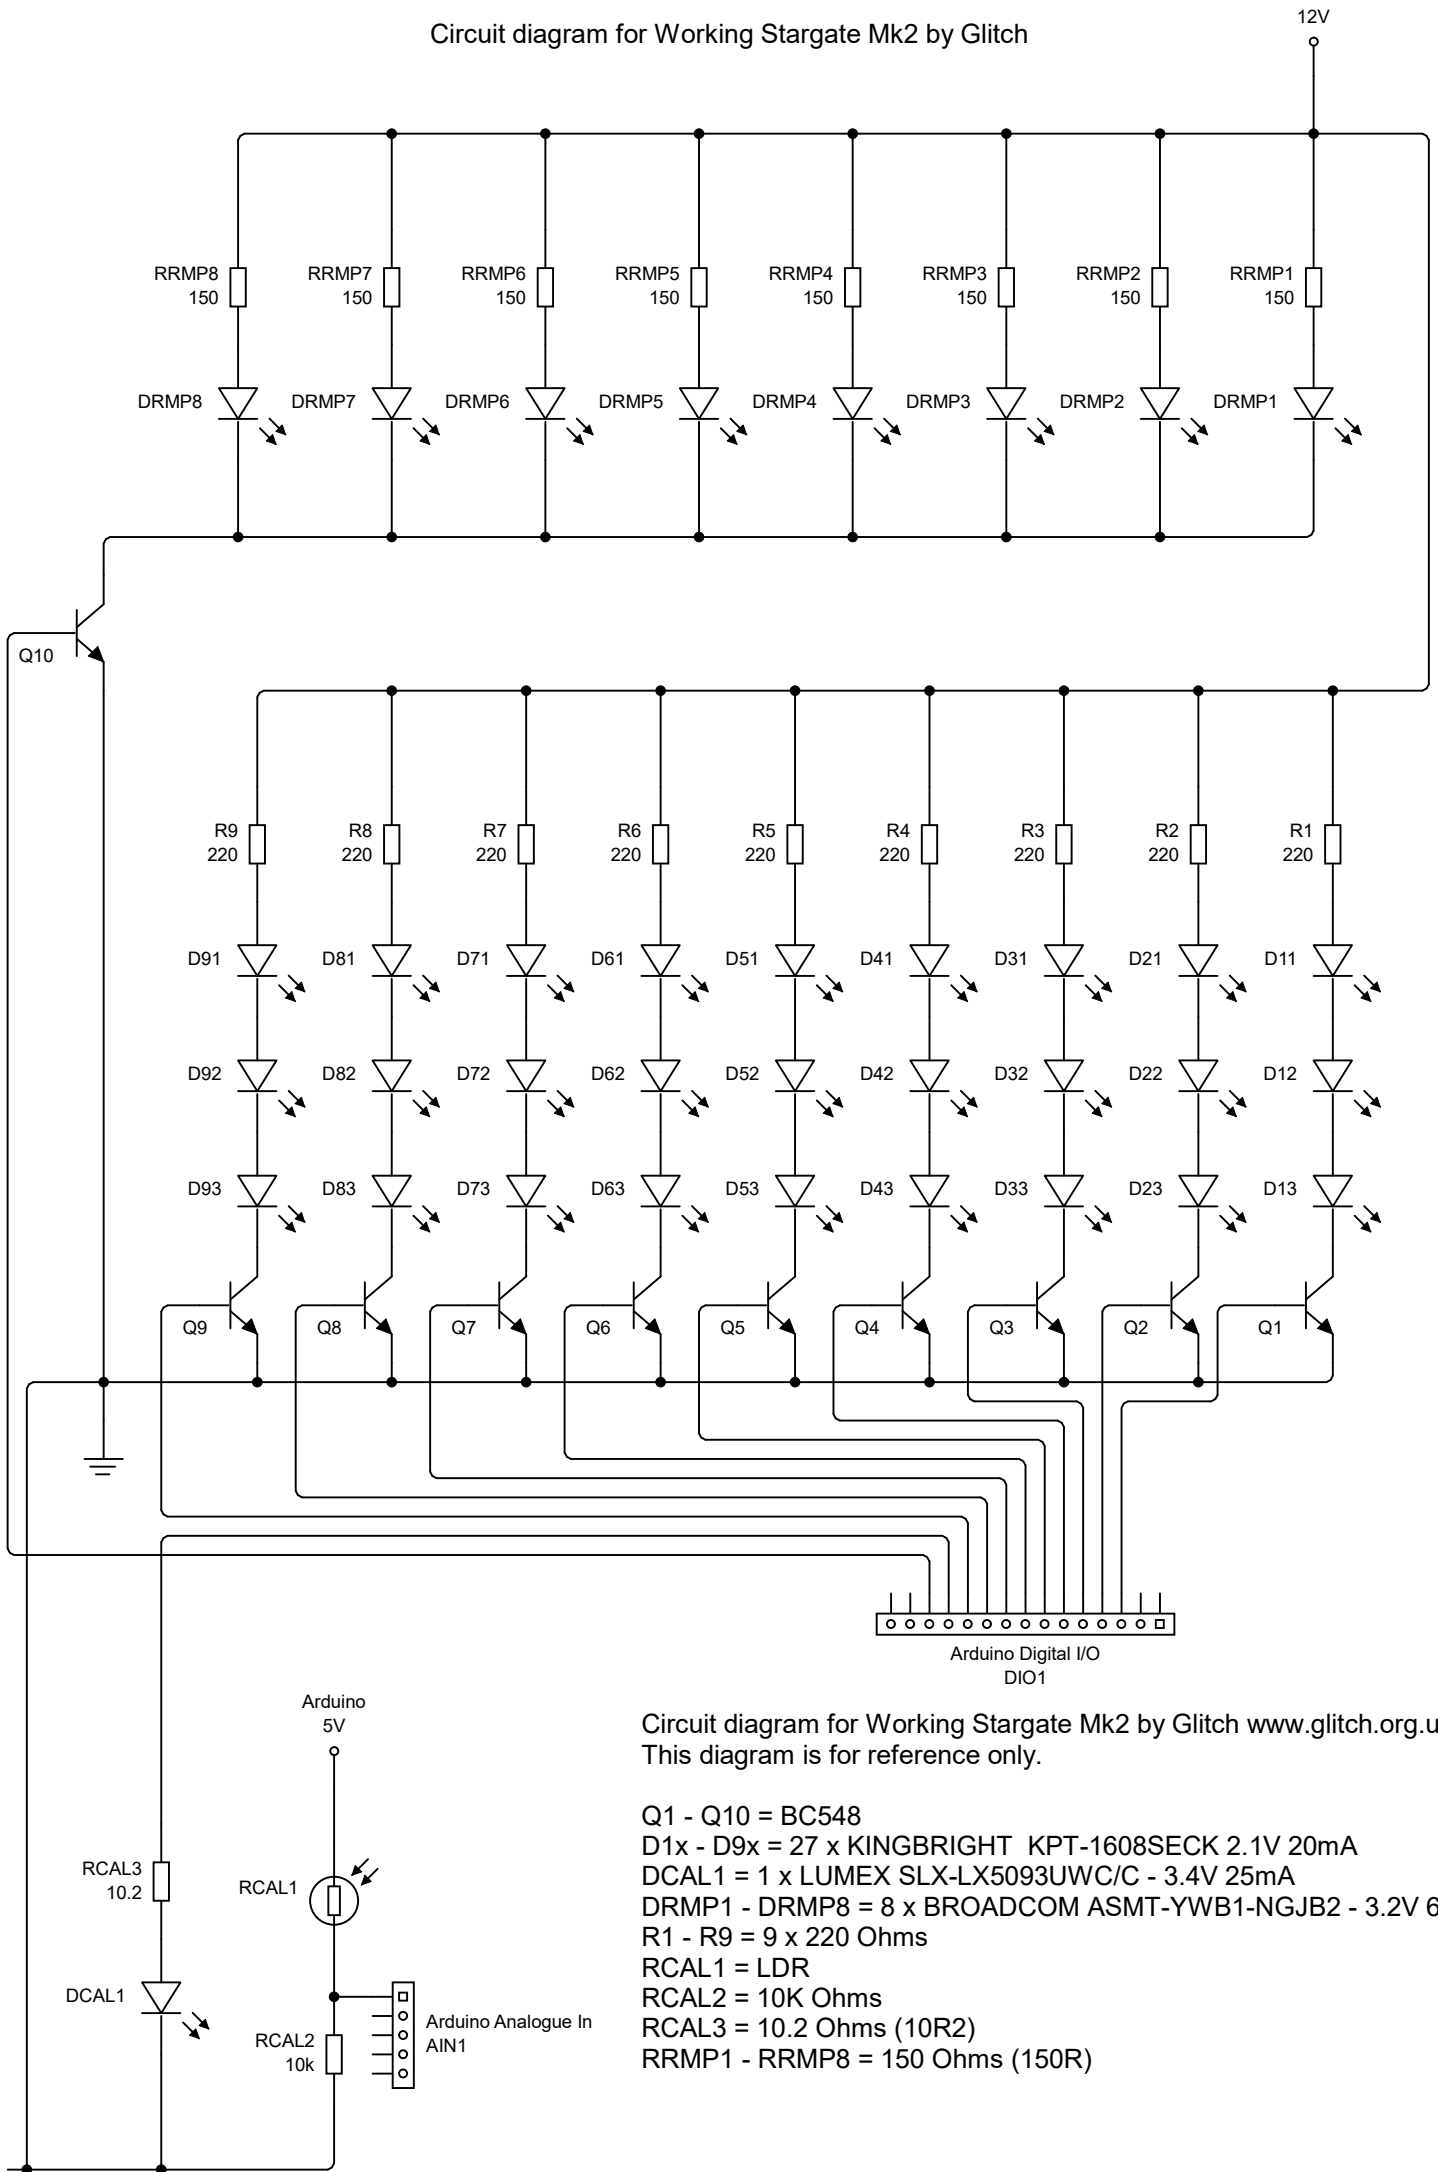 Circuit diagram for Working Stargate Mk2 by Glitch
12V
RRMP8
150
RRMP7
150
RRMP6
150
RRMP5
150
RRMP4
150
RRMP3
150
RRMP2
150
RRMP1
150
DRMP8
DRMP7
DRMP6
DRMP5
DRMP4
DRMP3
DRMP2
DRMP1
Q10
R9
220
R8
220
R7
220
R6
220
R5
220
R4
220
R3
220
R2
220
R1
220
D91
D81
D71
D61
D51
D41
D31
D21
D11
D92
D82
D72
D62
D52
D42
D32
D22
D12
D93
D83
D73
D63
D53
D43
D33
D23
D13
Q9
Q8
Q7
Q6
Q5
Q4
Q3
Q2
Q1
Arduino Digital I/O
DIO1
Arduino
5V
RCAL3
10.2
RCAL1
DCAL1
RCAL2
10k
Arduino Analogue In
AIN1
Circuit diagram for Working Stargate Mk2 by Glitch www.glitch.org.u
This diagram is for reference only.
Q1 - Q10 = BC548
D1x - D9x = 27 x KINGBRIGHT KPT-1608SECK 2.1V 20mA
DCAL1 = 1 x LUMEX SLX-LX5093UWC/C - 3.4V 25mA
DRMP1 - DRMP8 = 8 x BROADCOM ASMT-YWB1-NGJB2 - 3.2V 6
R1 - R9 = 9 x 220 Ohms
RCAL1 = LDR
RCAL2 = 10K Ohms
RCAL3 = 10.2 Ohms (10R2)
RRMP1 - RRMP8 = 150 Ohms (150R)